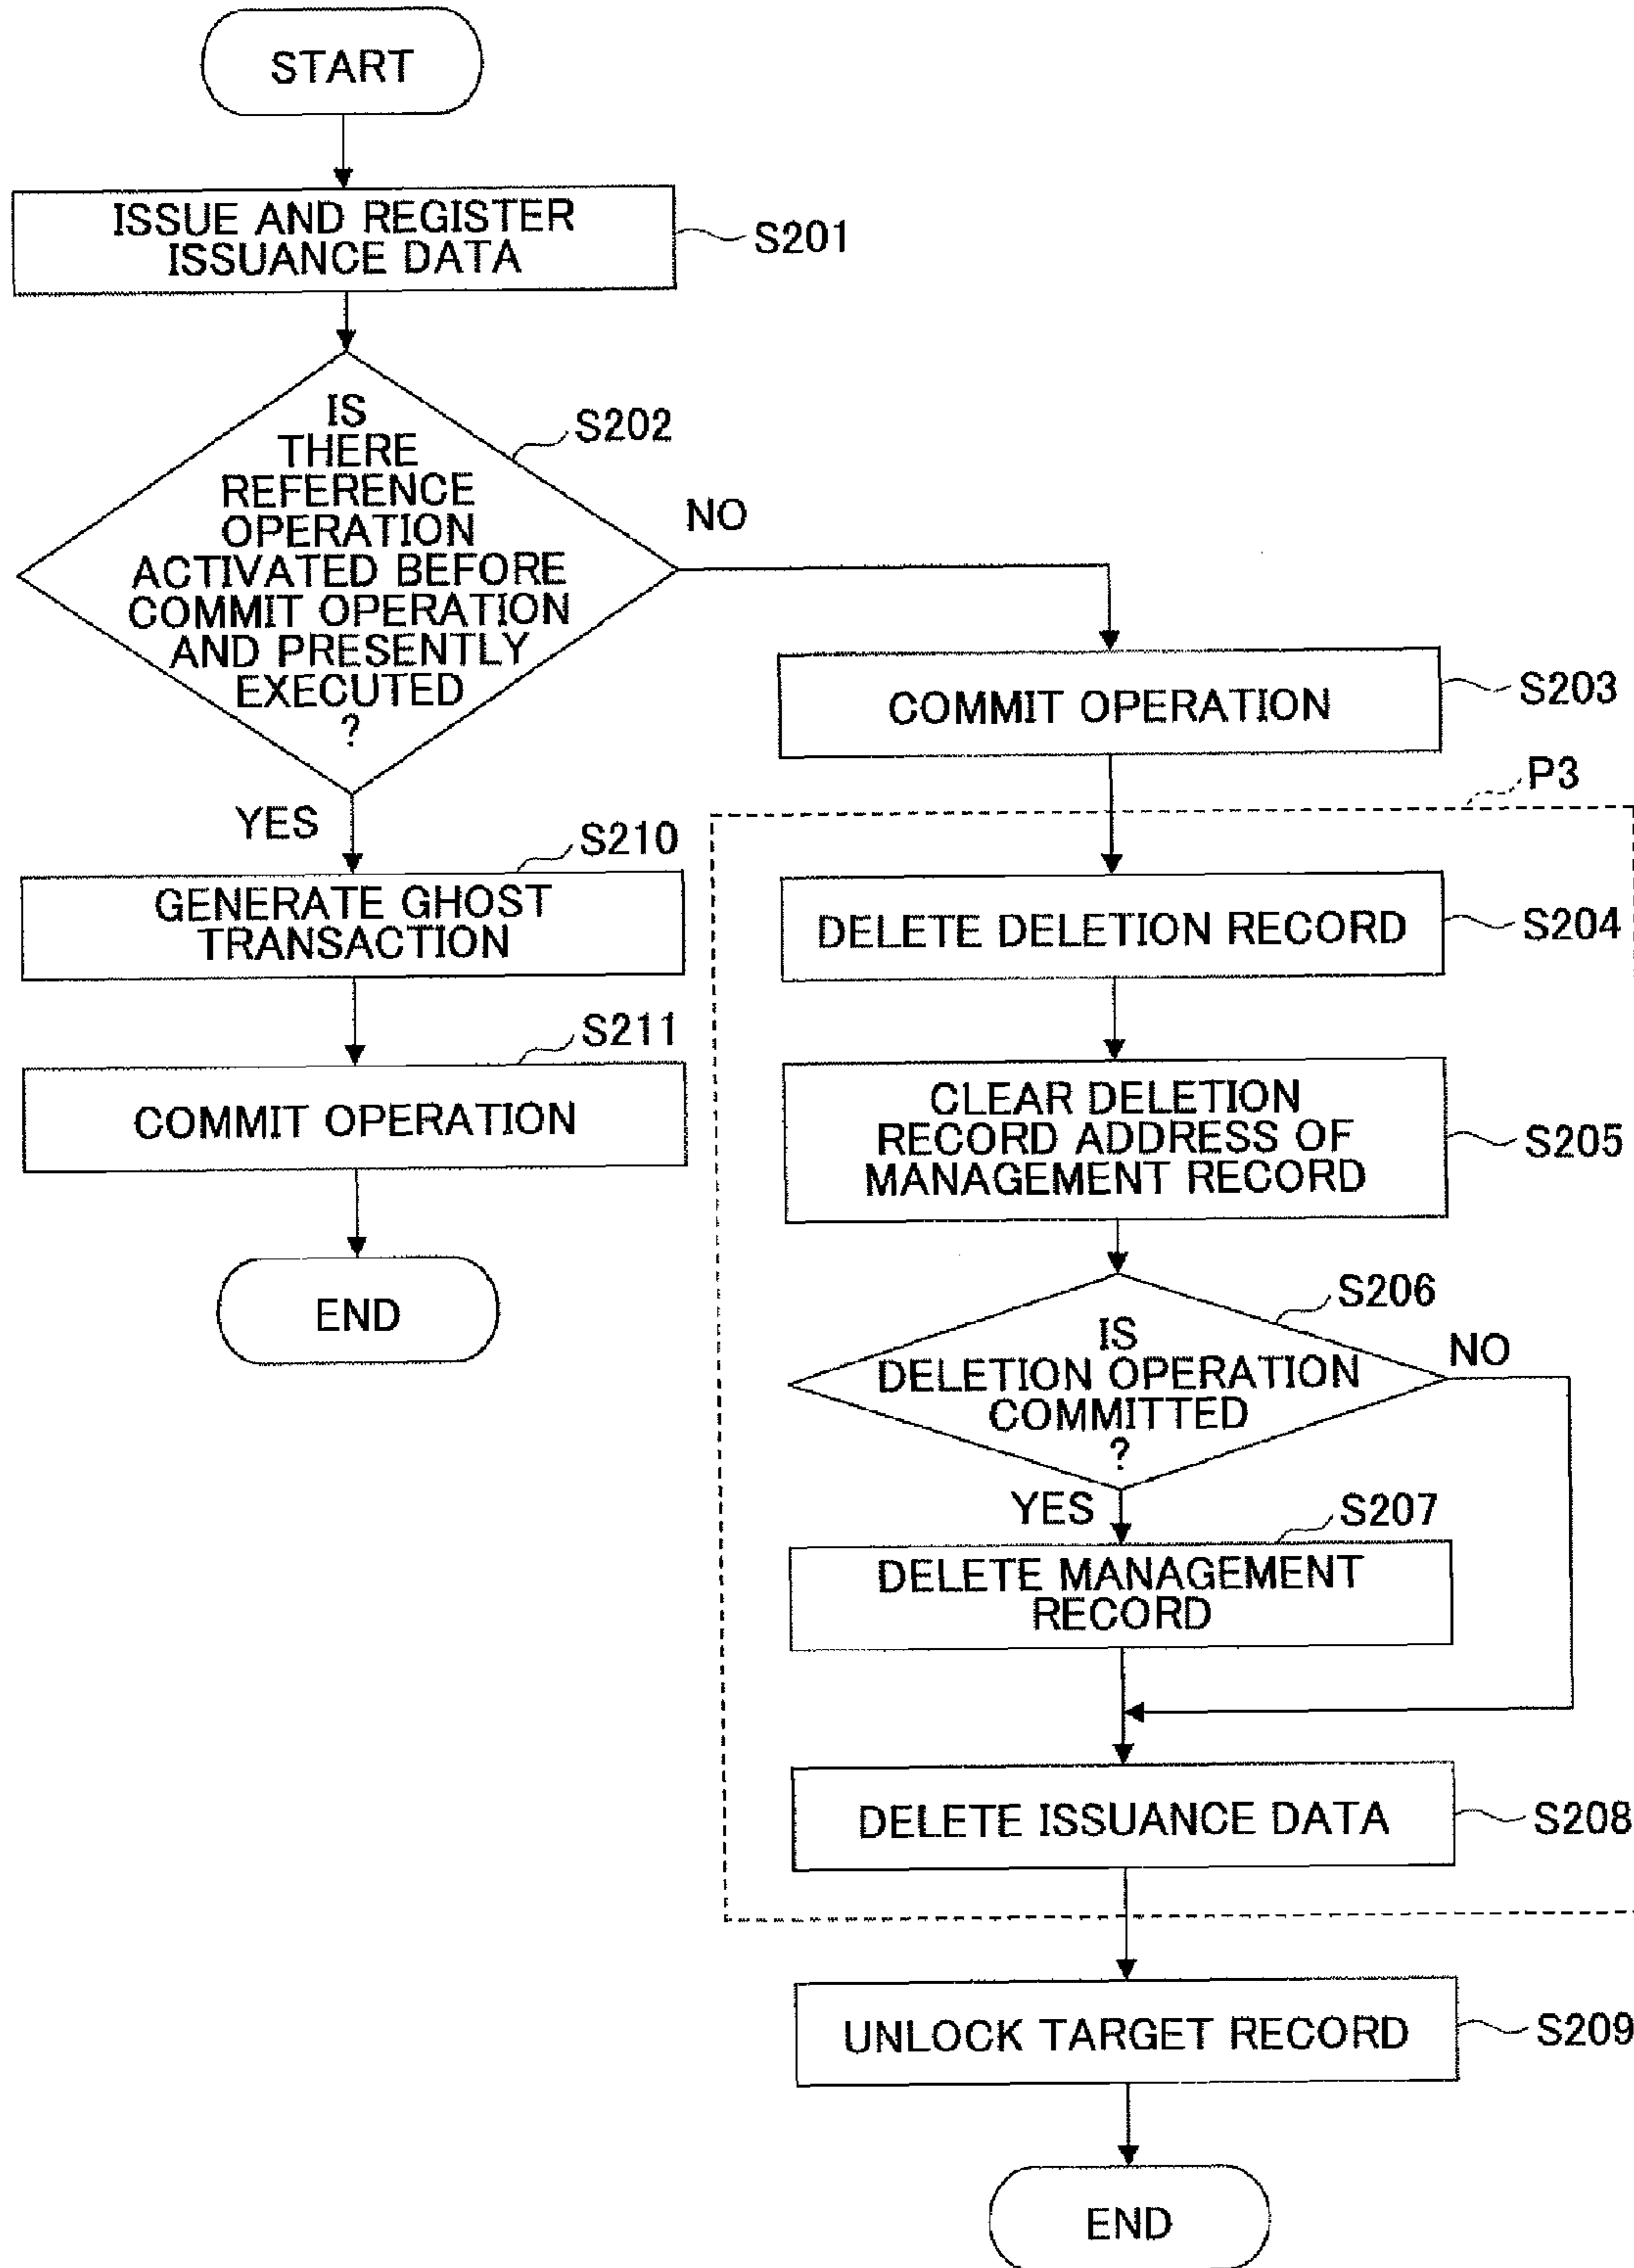 START
ISSUE AND REGISTER
ISSUANCE DATA
S201
IS
THERE
REFERENCE
OPERATION
ACTIVATED BEFORE
COMMIT OPERATION
AND PRESENTLY
EXECUTED
?
S202
NO
YES
S210
GENERATE GHOST
TRANSACTION
S211
COMMIT OPERATION
END
COMMIT OPERATION
S203
P3
DELETE DELETION RECORD
S204
CLEAR DELETION
RECORD ADDRESS OF
MANAGEMENT RECORD
S205
IS
DELETION OPERATION
COMMITTED
?
S206
NO
YES
S207
DELETE MANAGEMENT
RECORD
DELETE ISSUANCE DATA
S208
UNLOCK TARGET RECORD
S209
END